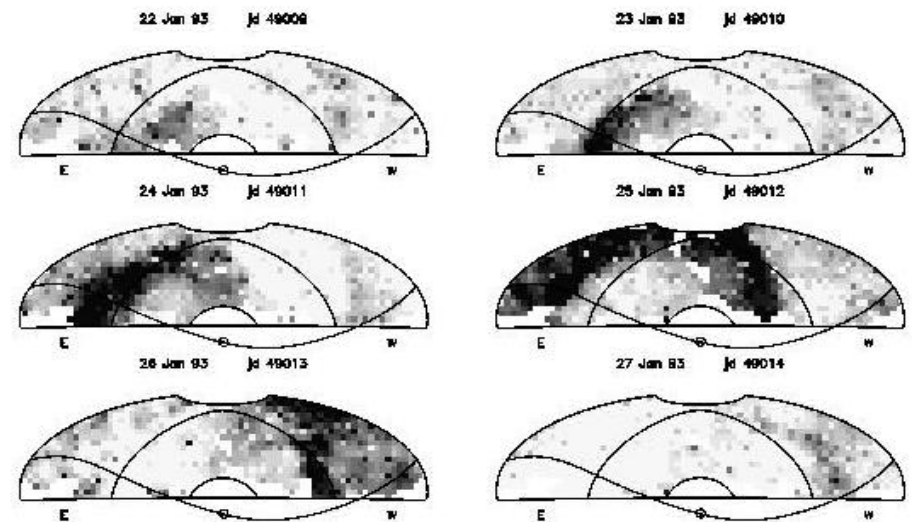 22 Jan 93 jd 49009
23 Jan 93 jd 49010
E W
E W
24 Jan 93 jd 49011
25 Jan 93 jd 49012
E W
E W
26 Jan 93 jd 49013
27 Jan 93 jd 49014
E W
E W